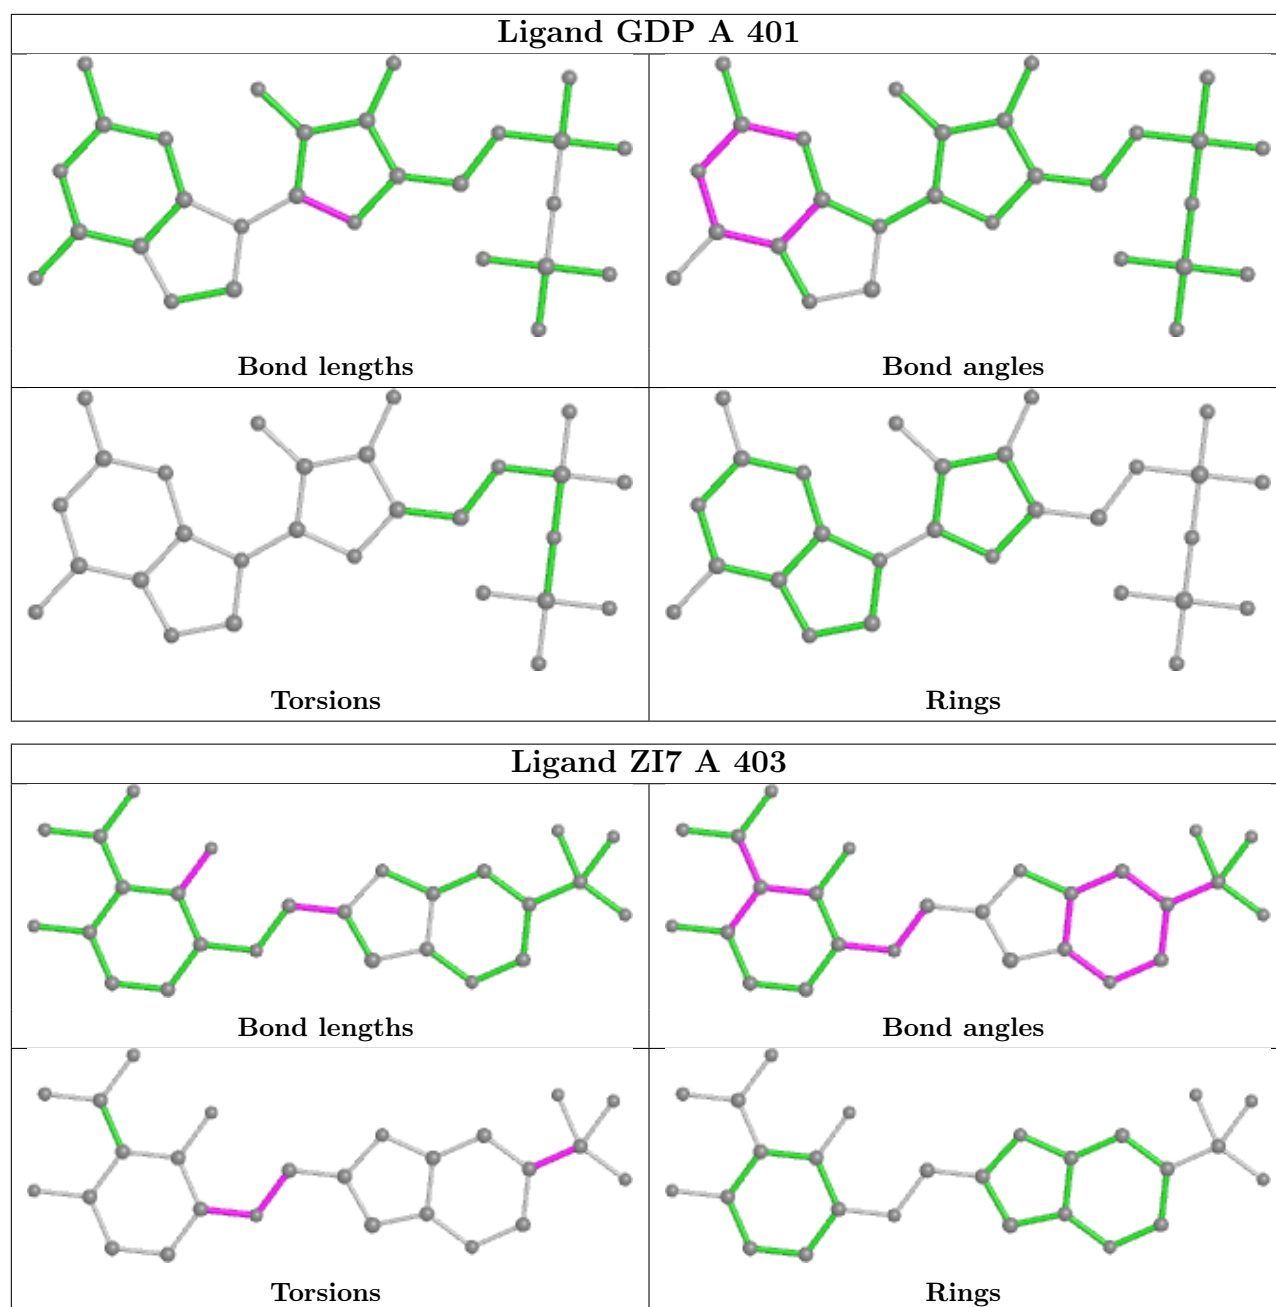 Ligand GDP A 401
Bond lengths
Bond angles
Torsions
Rings
Ligand ZI7 A 403
Bond lengths
Bond angles
Torsions
Rings